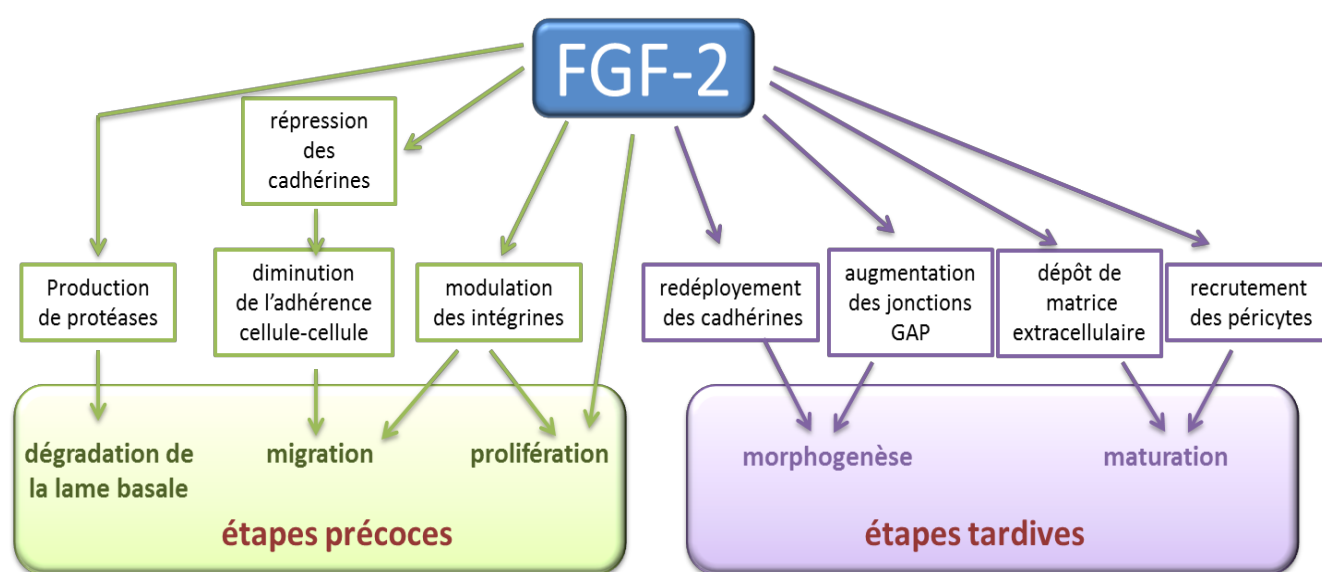 FGF-2
répression
des
cadhérines
Production
de protéases
diminution
de l'adhérence
cellule-cellule
modulation
des intégrines
redéployement
des cadhérines
augmentation
des jonctions
GAP
dépôt de
matrice
extracellulaire
recrutement
des péricytes
dégradation de
la lame basale
migration
prolifération
morphogenèse
maturation
étapes précoces
étapes tardives